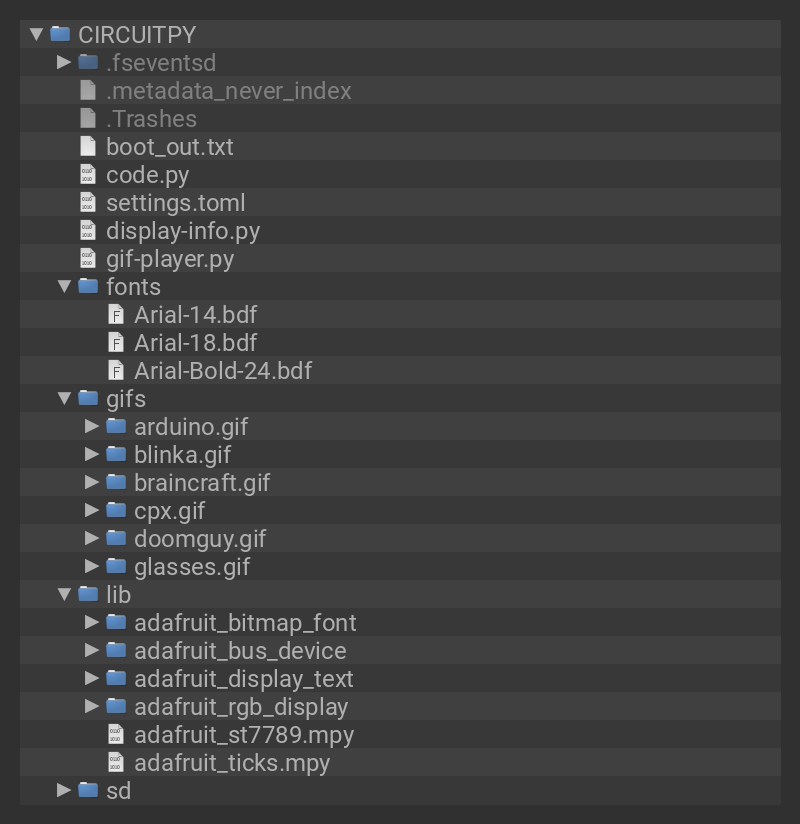 CIRCUITPY
.fseventsd
.metadata_never_index
.Trashes
boot_out.txt
code.py
settings.toml
display-info.py
gif-player.py
fonts
Arial-14.bdf
Arial-18.bdf
Arial-Bold-24.bdf
gifs
arduino.gif
blinka.gif
braincraft.gif
cpx.gif
doomguy.gif
glasses.gif
lib
adafruit_bitmap_font
adafruit_bus_device
adafruit_display_text
adafruit_rgb_display
adafruit_st7789.mpy
adafruit_ticks.mpy
sd